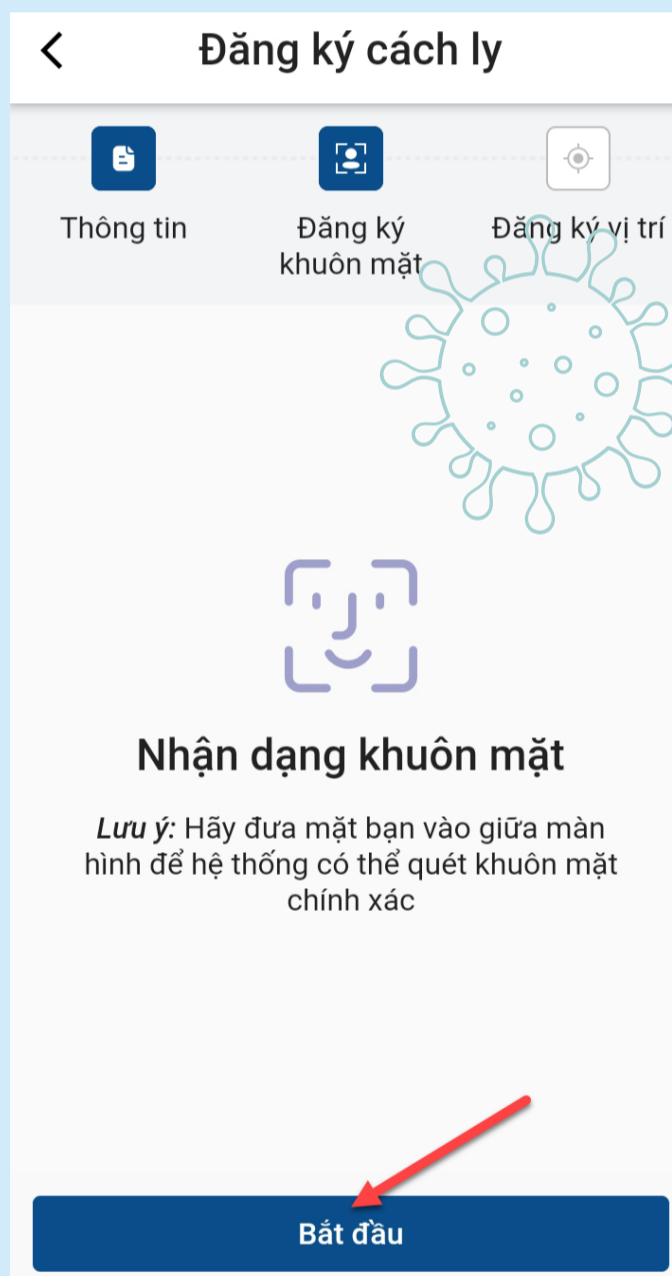 Đăng ký cách ly
Thông tin
Đăng ký
khuôn mặt
Đăng ký vị trí
Nhận dạng khuôn mặt
Lưu ý: Hãy đưa mặt bạn vào giữa màn
hình để hệ thống có thể quét khuôn mặt
chính xác
Bắt đầu